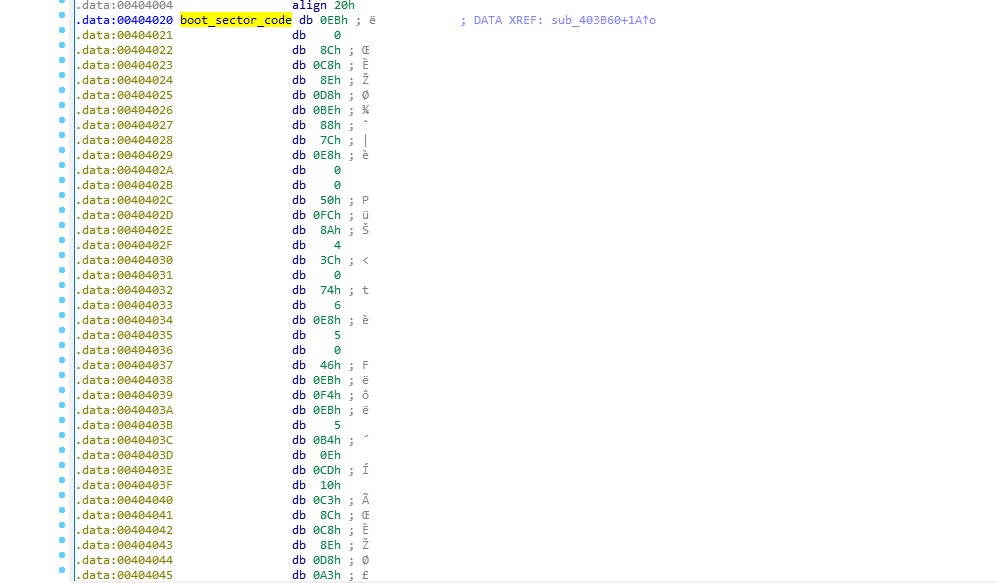 .data:00404004 align 20h
.data:00404020 boot_sector_code db 0EBh ; ë ; DATA XREF: sub_403B60+1A↑o
.data:00404021 db 0
.data:00404022 db 8Ch ; Œ
.data:00404023 db 0C8h ; È
.data:00404024 db 8Eh ; Ž
.data:00404025 db 0D8h ; Ø
.data:00404026 db 0BEh ; ¾
.data:00404027 db 88h ; ˆ
.data:00404028 db 7Ch ; |
.data:00404029 db 0E8h ; è
.data:0040402A db 0
.data:0040402B db 0
.data:0040402C db 50h ; P
.data:0040402D db 0FCh ; ü
.data:0040402E db 8Ah ; Š
.data:0040402F db 4
.data:00404030 db 3Ch ; <
.data:00404031 db 0
.data:00404032 db 74h ; t
.data:00404033 db 6
.data:00404034 db 0E8h ; è
.data:00404035 db 5
.data:00404036 db 0
.data:00404037 db 46h ; F
.data:00404038 db 0EBh ; ë
.data:00404039 db 0F4h ; ô
.data:0040403A db 0EBh ; ë
.data:0040403B db 5
.data:0040403C db 0B4h ; ´
.data:0040403D db 0Eh
.data:0040403E db 0CDh ; Í
.data:0040403F db 10h
.data:00404040 db 0C3h ; Ã
.data:00404041 db 8Ch ; Œ
.data:00404042 db 0C8h ; È
.data:00404043 db 8Eh ; Ž
.data:00404044 db 0D8h ; Ø
.data:00404045 db 0A3h ; £